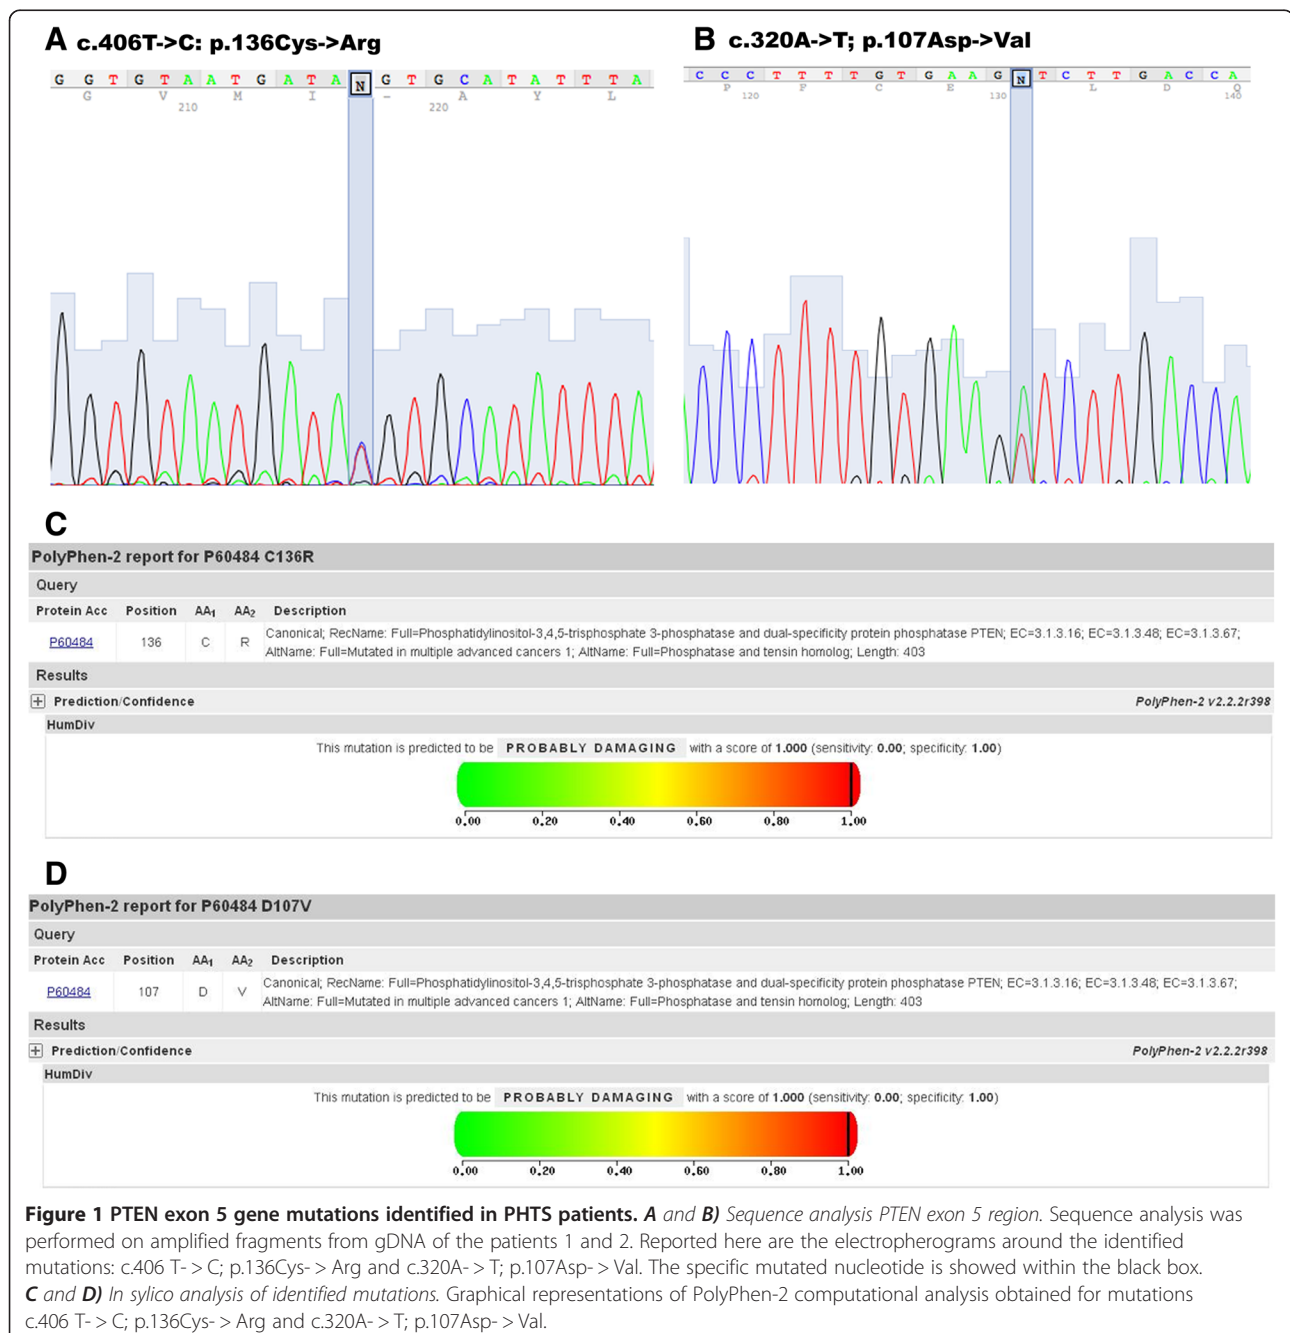 A c.406T->C: p.136Cys->Arg
G G T G T A A T G A T A N G T G C A T A T T T A
G V M I - A Y L
210 220
B c.320A->T; p.107Asp->Val
C C C T T T G T G A A G N T C T T G A C C A
P F C E L D Q
120 130 140
C
PolyPhen-2 report for P60484 C136R
Query
Protein Acc Position AA1 AA2 Description
P60484 136 C R Canonical; RecName: Full=Phosphatidylinositol-3,4,5-trisphosphate 3-phosphatase and dual-specificity protein phosphatase PTEN; EC=3.1.3.16; EC=3.1.3.48; EC=3.1.3.67;
AltName: Full=Mutated in multiple advanced cancers 1; AltName: Full=Phosphatase and tensin homolog; Length: 403
Results
+ Prediction/Confidence PolyPhen-2 v2.2.2r398
HumDiv
This mutation is predicted to be PROBABLY DAMAGING with a score of 1.000 (sensitivity: 0.00; specificity: 1.00)
0.00 0.20 0.40 0.60 0.80 1.00
D
PolyPhen-2 report for P60484 D107V
Query
Protein Acc Position AA1 AA2 Description
P60484 107 D V Canonical; RecName: Full=Phosphatidylinositol-3,4,5-trisphosphate 3-phosphatase and dual-specificity protein phosphatase PTEN; EC=3.1.3.16; EC=3.1.3.48; EC=3.1.3.67;
AltName: Full=Mutated in multiple advanced cancers 1; AltName: Full=Phosphatase and tensin homolog; Length: 403
Results
+ Prediction/Confidence PolyPhen-2 v2.2.2r398
HumDiv
This mutation is predicted to be PROBABLY DAMAGING with a score of 1.000 (sensitivity: 0.00; specificity: 1.00)
0.00 0.20 0.40 0.60 0.80 1.00
Figure 1 PTEN exon 5 gene mutations identified in PHTS patients. A and B) Sequence analysis PTEN exon 5 region. Sequence analysis was
performed on amplified fragments from gDNA of the patients 1 and 2. Reported here are the electropherograms around the identified
mutations: c.406 T- > C; p.136Cys- > Arg and c.320A- > T; p.107Asp- > Val. The specific mutated nucleotide is showed within the black box.
C and D) In sylico analysis of identified mutations. Graphical representations of PolyPhen-2 computational analysis obtained for mutations
c.406 T- > C; p.136Cys- > Arg and c.320A- > T; p.107Asp- > Val.